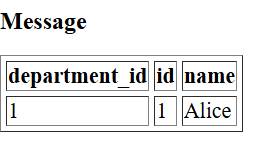 Message
department_id id name
1 1 Alice